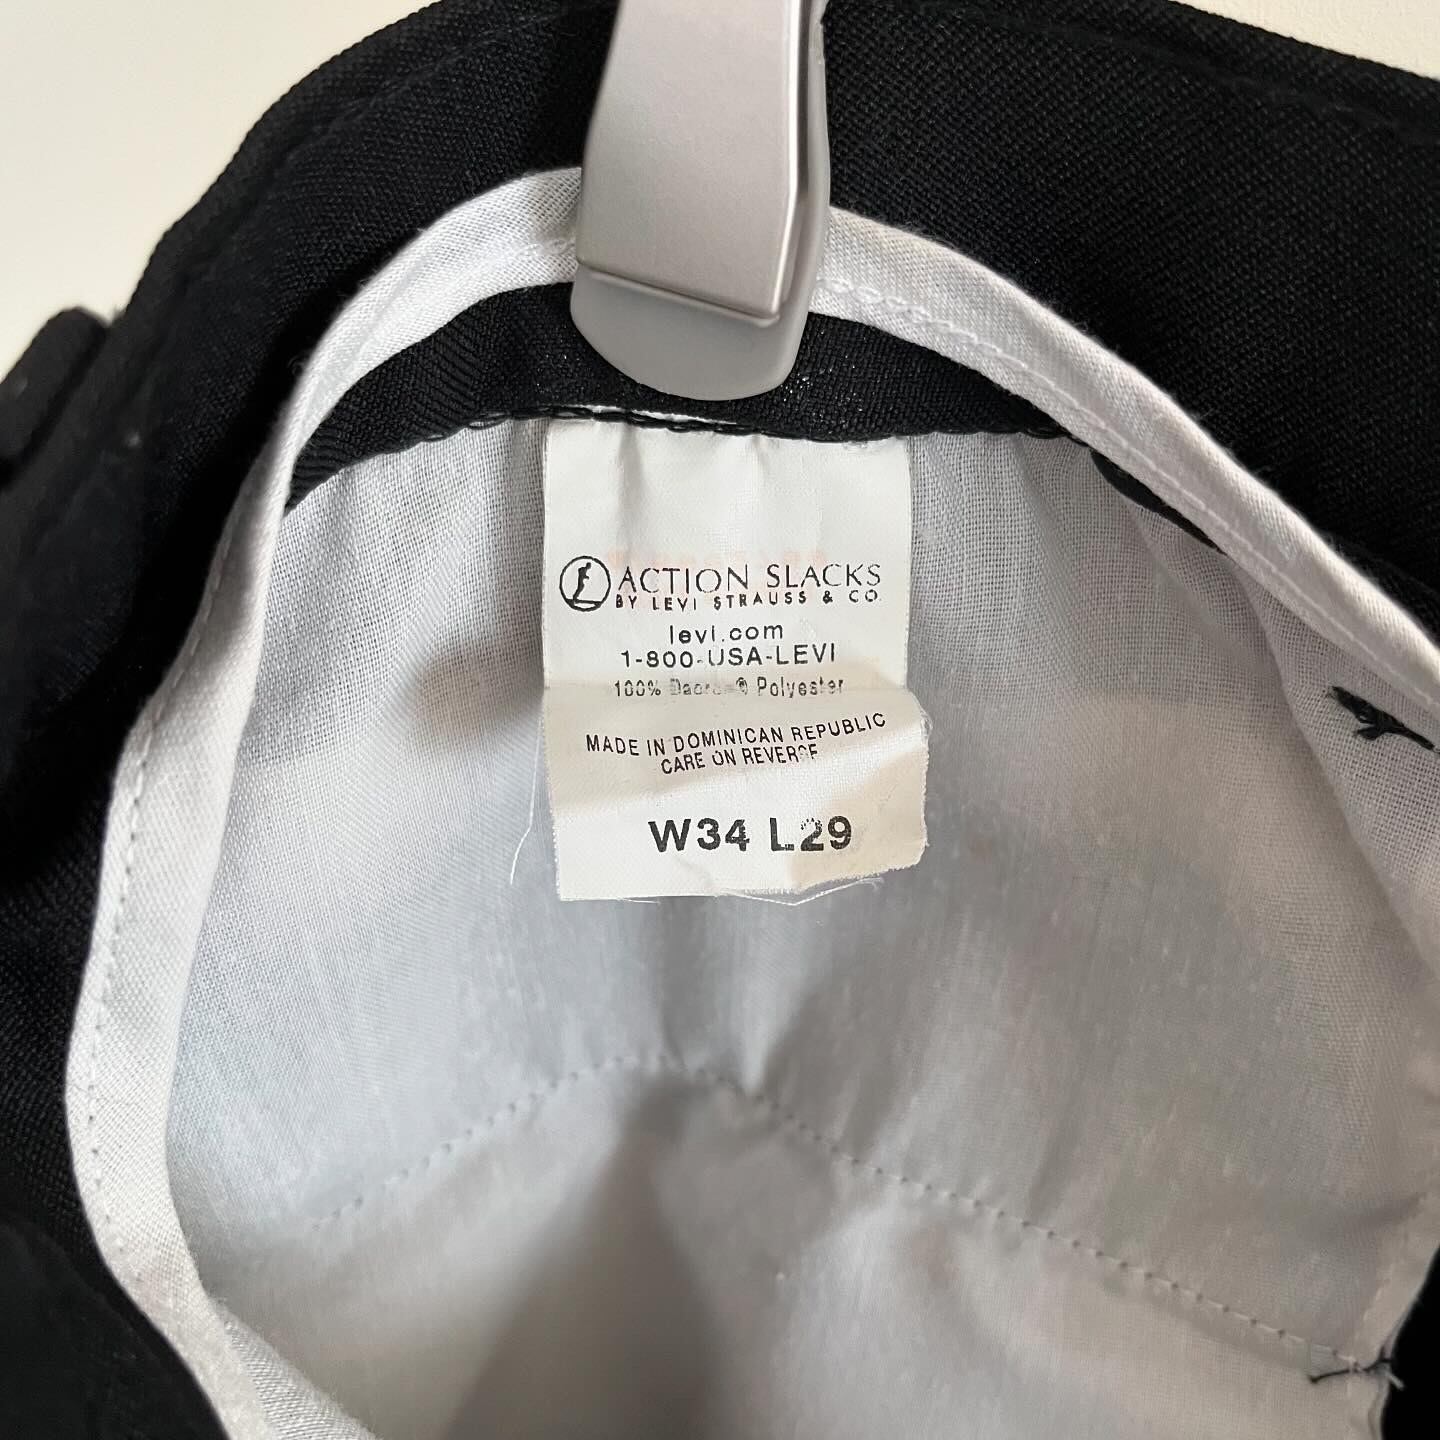 ACTION SLACKS
BY LEVI STRAUSS & CO.
levi.com
1-800-USA-LEVI
100% Dacron® Polyester
MADE IN DOMINICAN REPUBLIC
CARE ON REVERSE
W34 L29